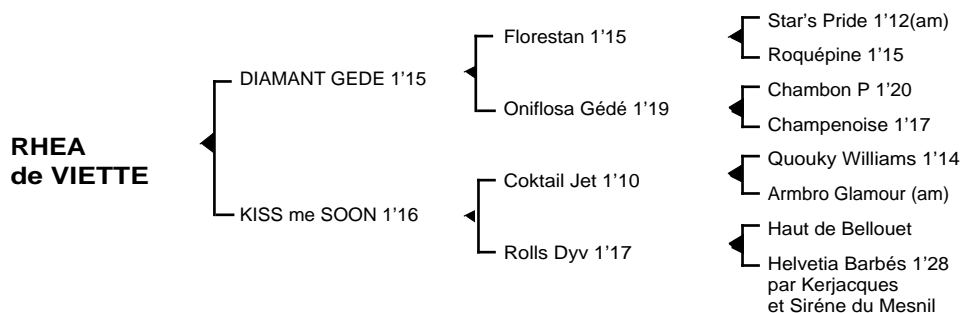 RHEA
de VIETTE
DIAMANT GEDE 1’15
KISS me SOON 1’16
Florestan 1’15
Oniflosa Gédé 1’19
Coktail Jet 1’10
Rolls Dyv 1’17
Star’s Pride 1’12(am)
Roquépine 1’15
Chambon P 1’20
Champenoise 1’17
Quouky Williams 1’14
Armbro Glamour (am)
Haut de Bellouet
Helvetia Barbés 1’28
par Kerjacques
et Siréne du Mesnil